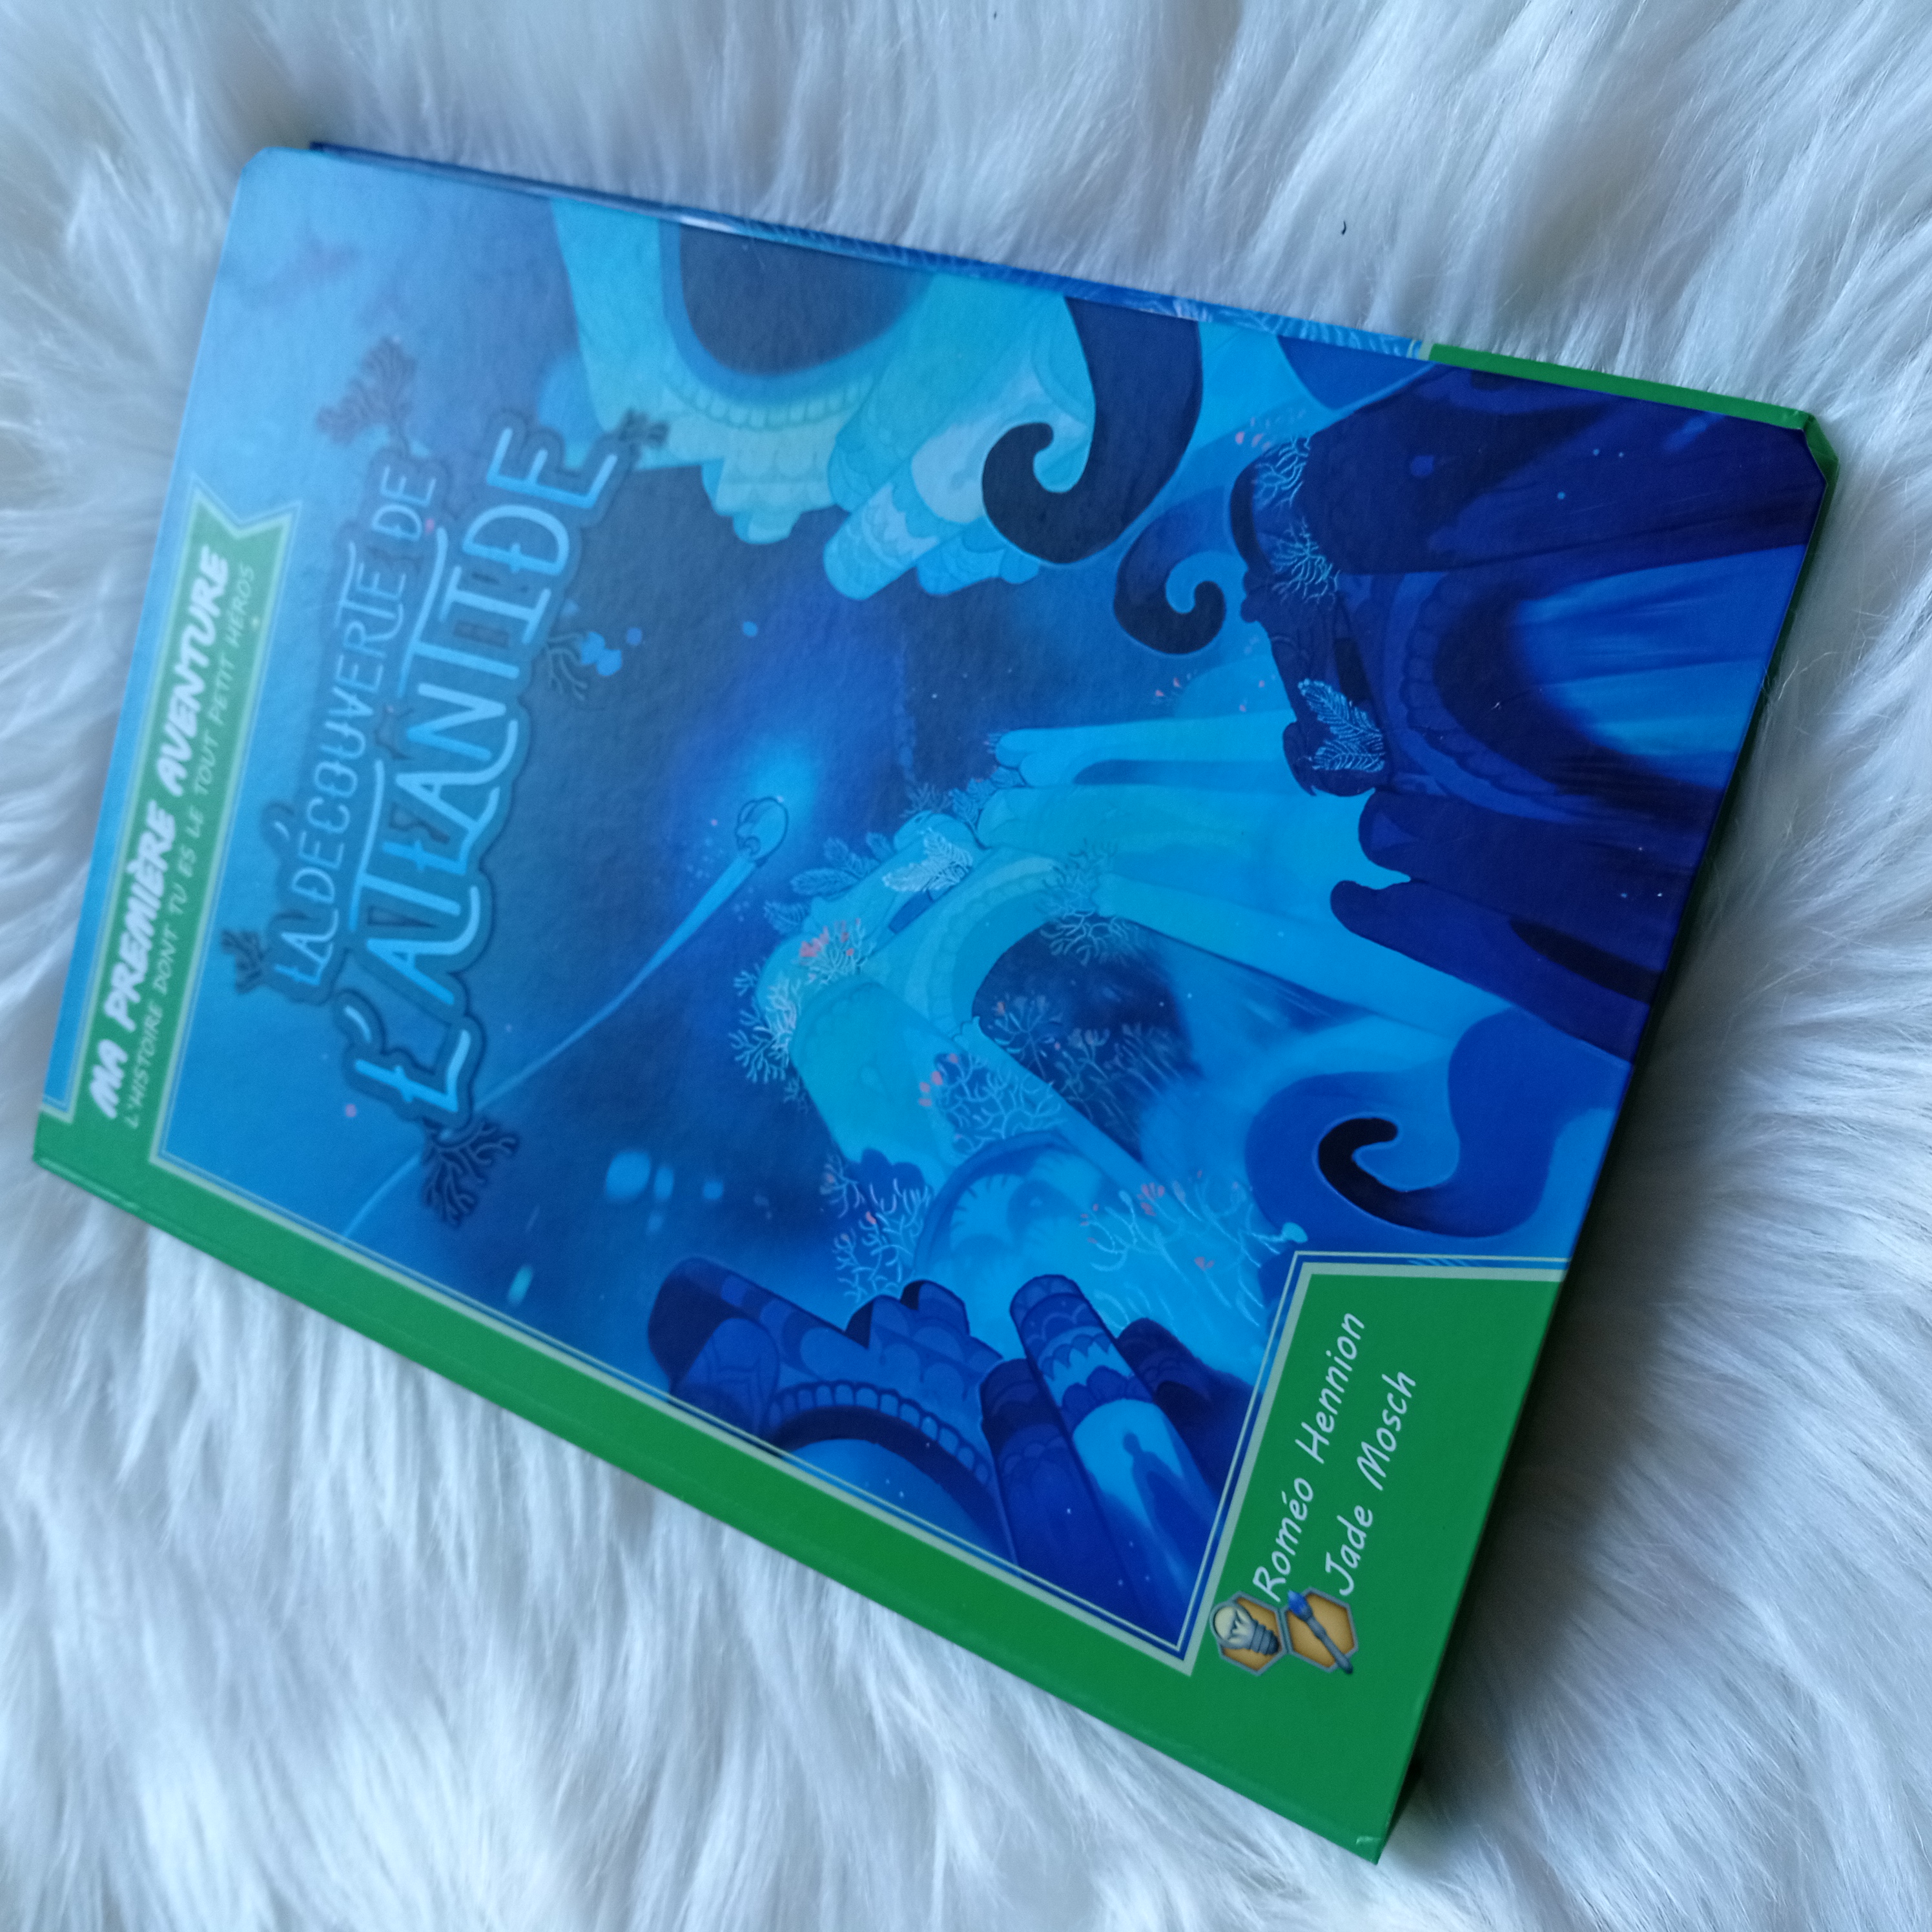 MA PREMIÈRE AVENTURE
L'HISTOIRE DONT TU ES LE TOUT PETIT HÉROS
LA DÉCOUVERTE DE
L'ATLANTIDE
Roméo Hennion
Jade Mosch